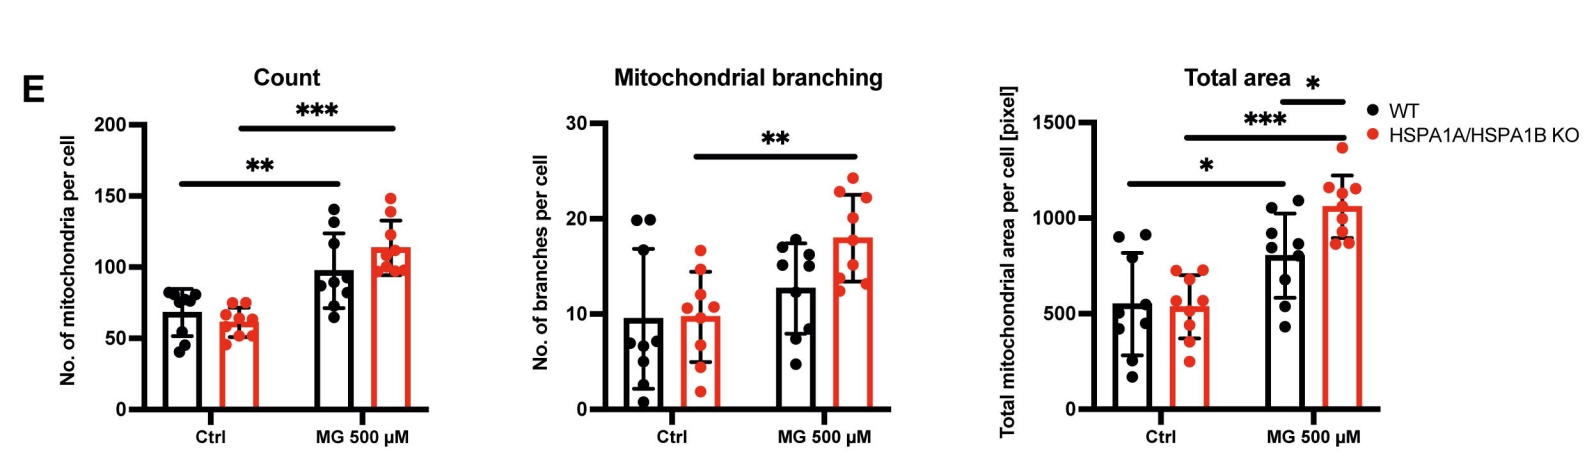 E
Count
No. of mitochondria per cell
200
150
100
50
0
***
**
Ctrl
MG 500 µM
Mitochondrial branching
No. of branches per cell
30
20
10
0
**
Ctrl
MG 500 µM
Total area
Total mitochondrial area per cell [pixel]
1500
1000
500
0
*
***
*
Ctrl
MG 500 µM
WT
HSPA1A/HSPA1B KO